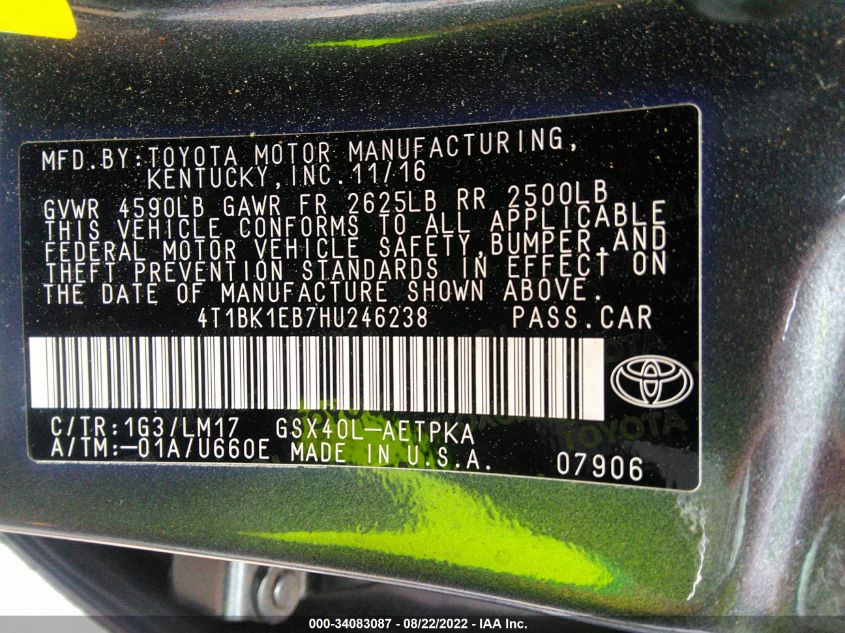 MFD.BY:TOYOTA MOTOR MANUFACTURING,
KENTUCKY,INC.11/16
GVWR 4590LB GAWR FR 2625LB RR 2500LB
THIS VEHICLE CONFORMS TO ALL APPLICABLE
FEDERAL MOTOR VEHICLE SAFETY,BUMPER,AND
THEFT PREVENTION STANDARDS IN EFFECT ON
THE DATE OF MANUFACTURE SHOWN ABOVE.
4T1BK1EB7HU246238 PASS.CAR
C/TR:1G3/LM17 GSX40L-AETPKA
A/TM:-01A/U660E MADE IN U.S.A. 07906
TOYOTA
TOYOTA
000-34083087 - 08/22/2022 - IAA Inc.